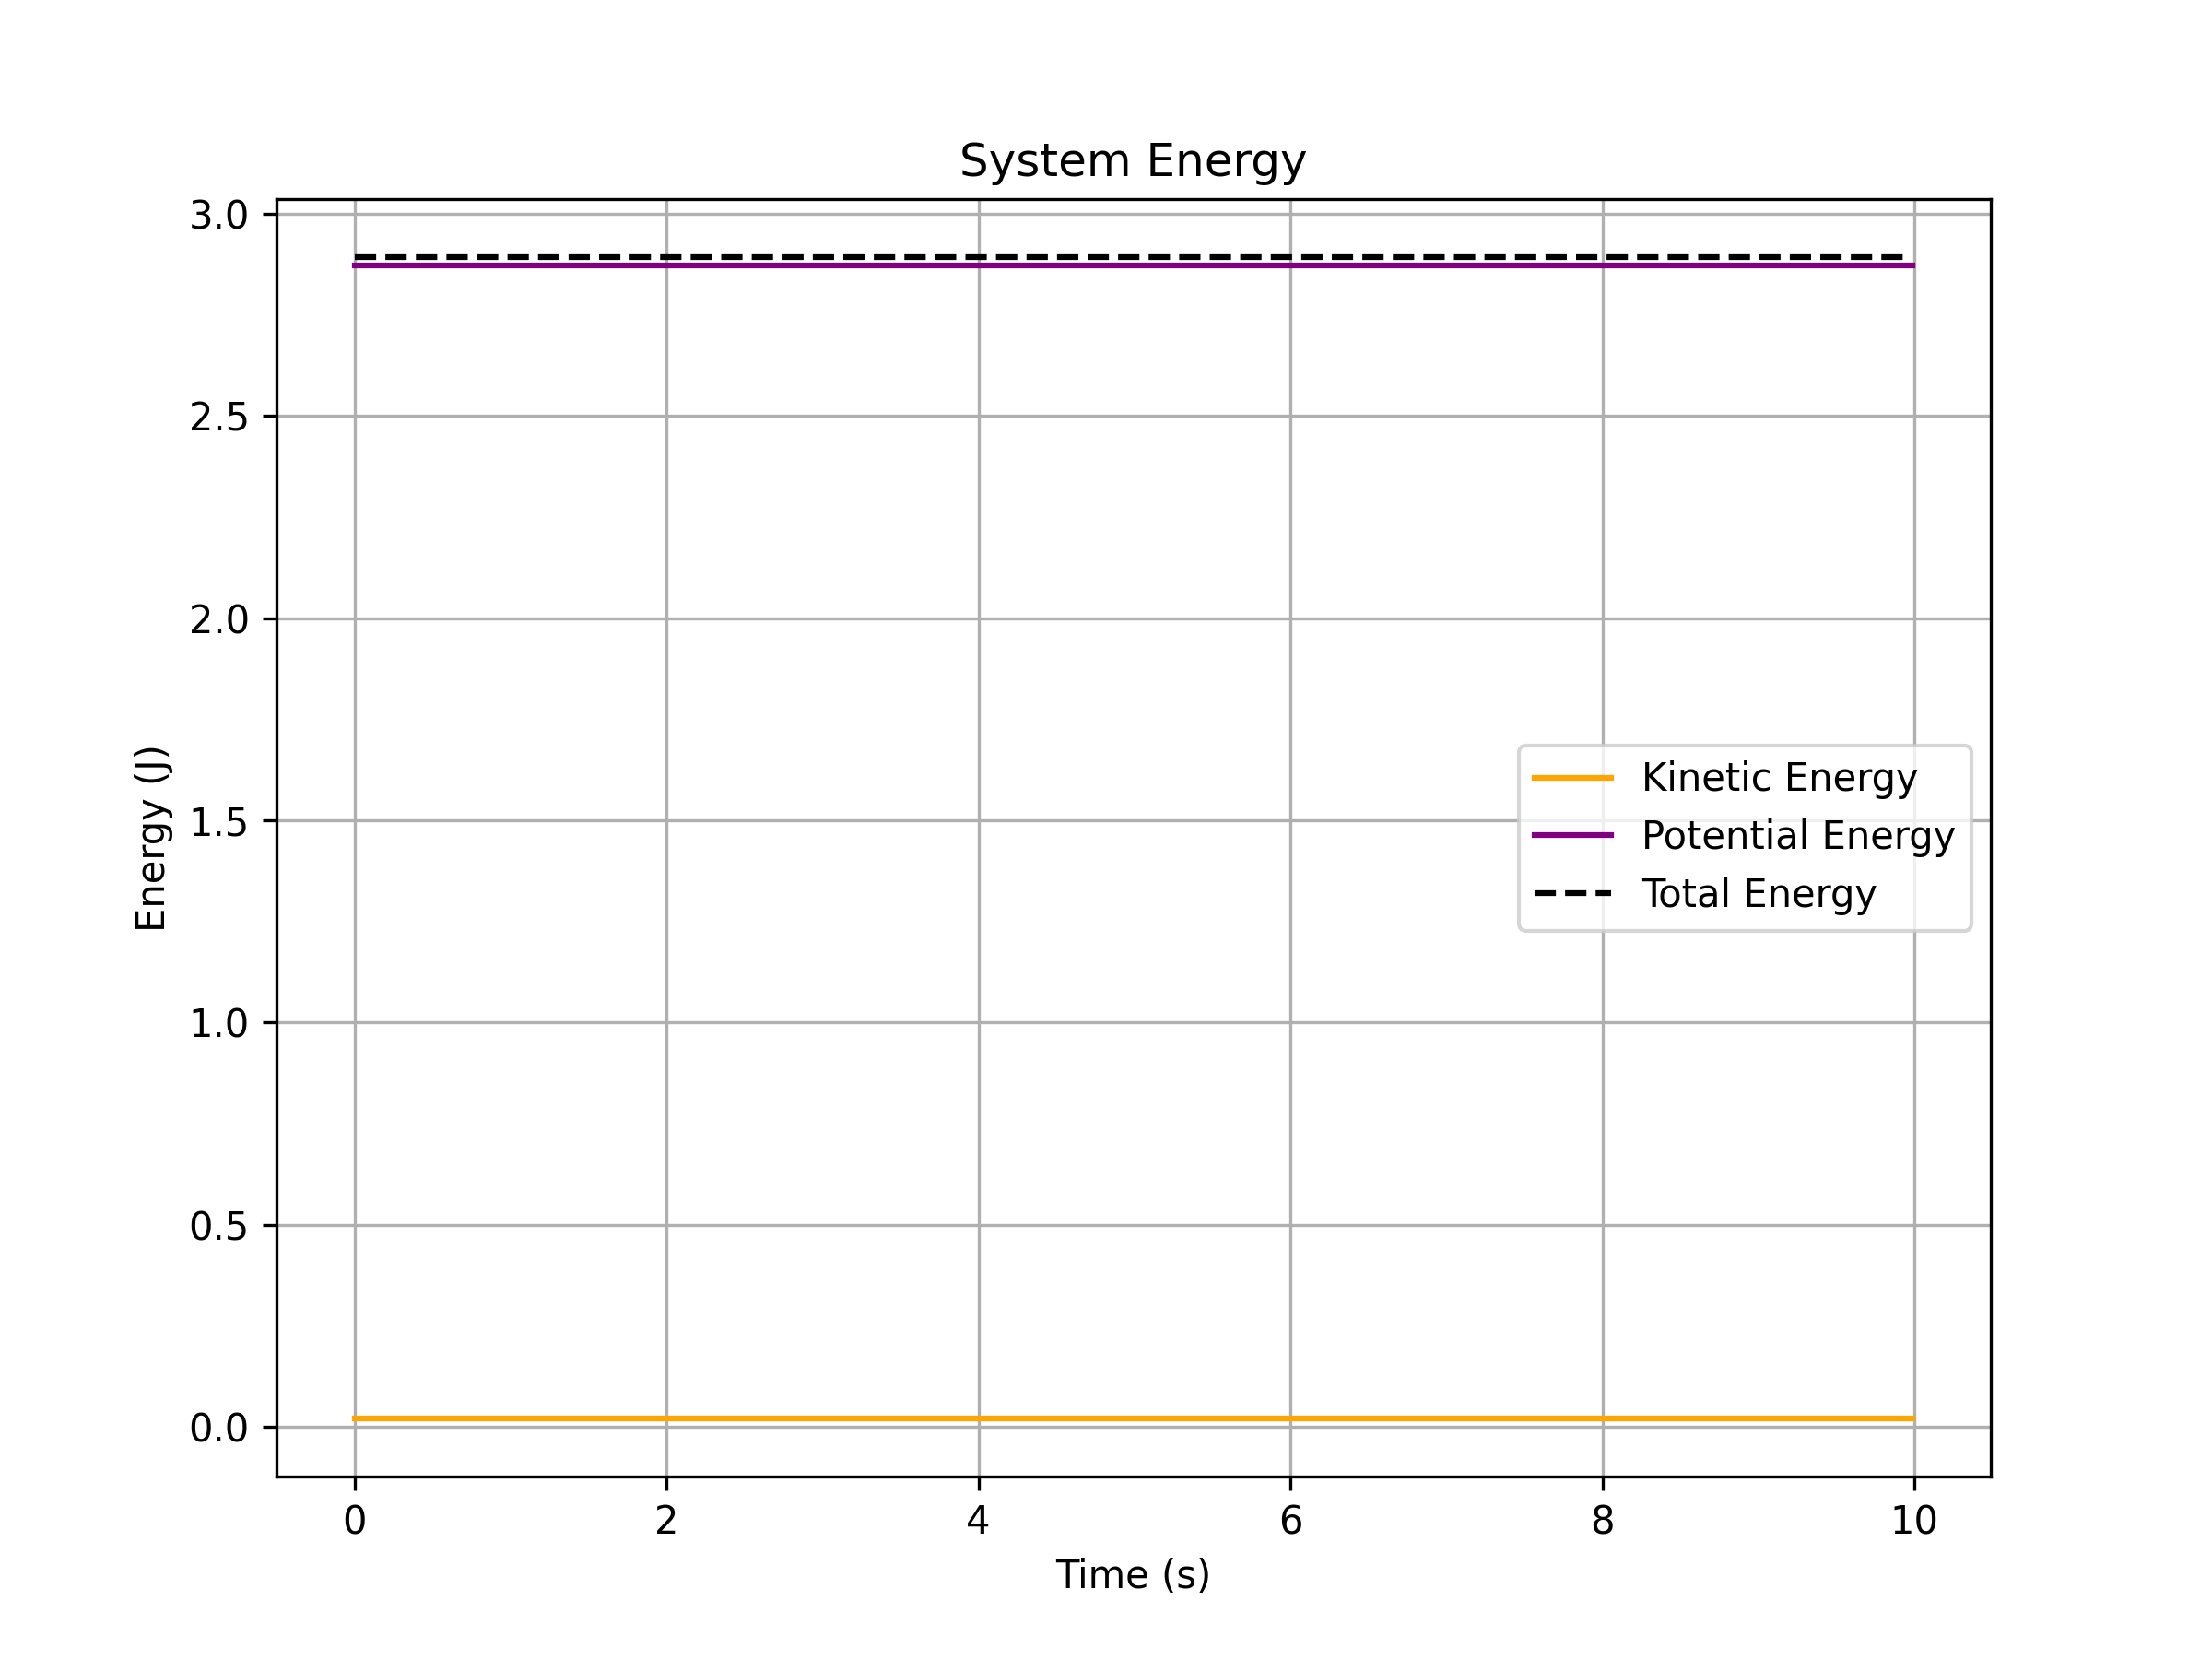 System Energy
3.0
2.5
2.0
1.5
1.0
0.5
0.0
Energy (J)
Kinetic Energy
Potential Energy
Total Energy
0 2 4 6 8 10
Time (s)